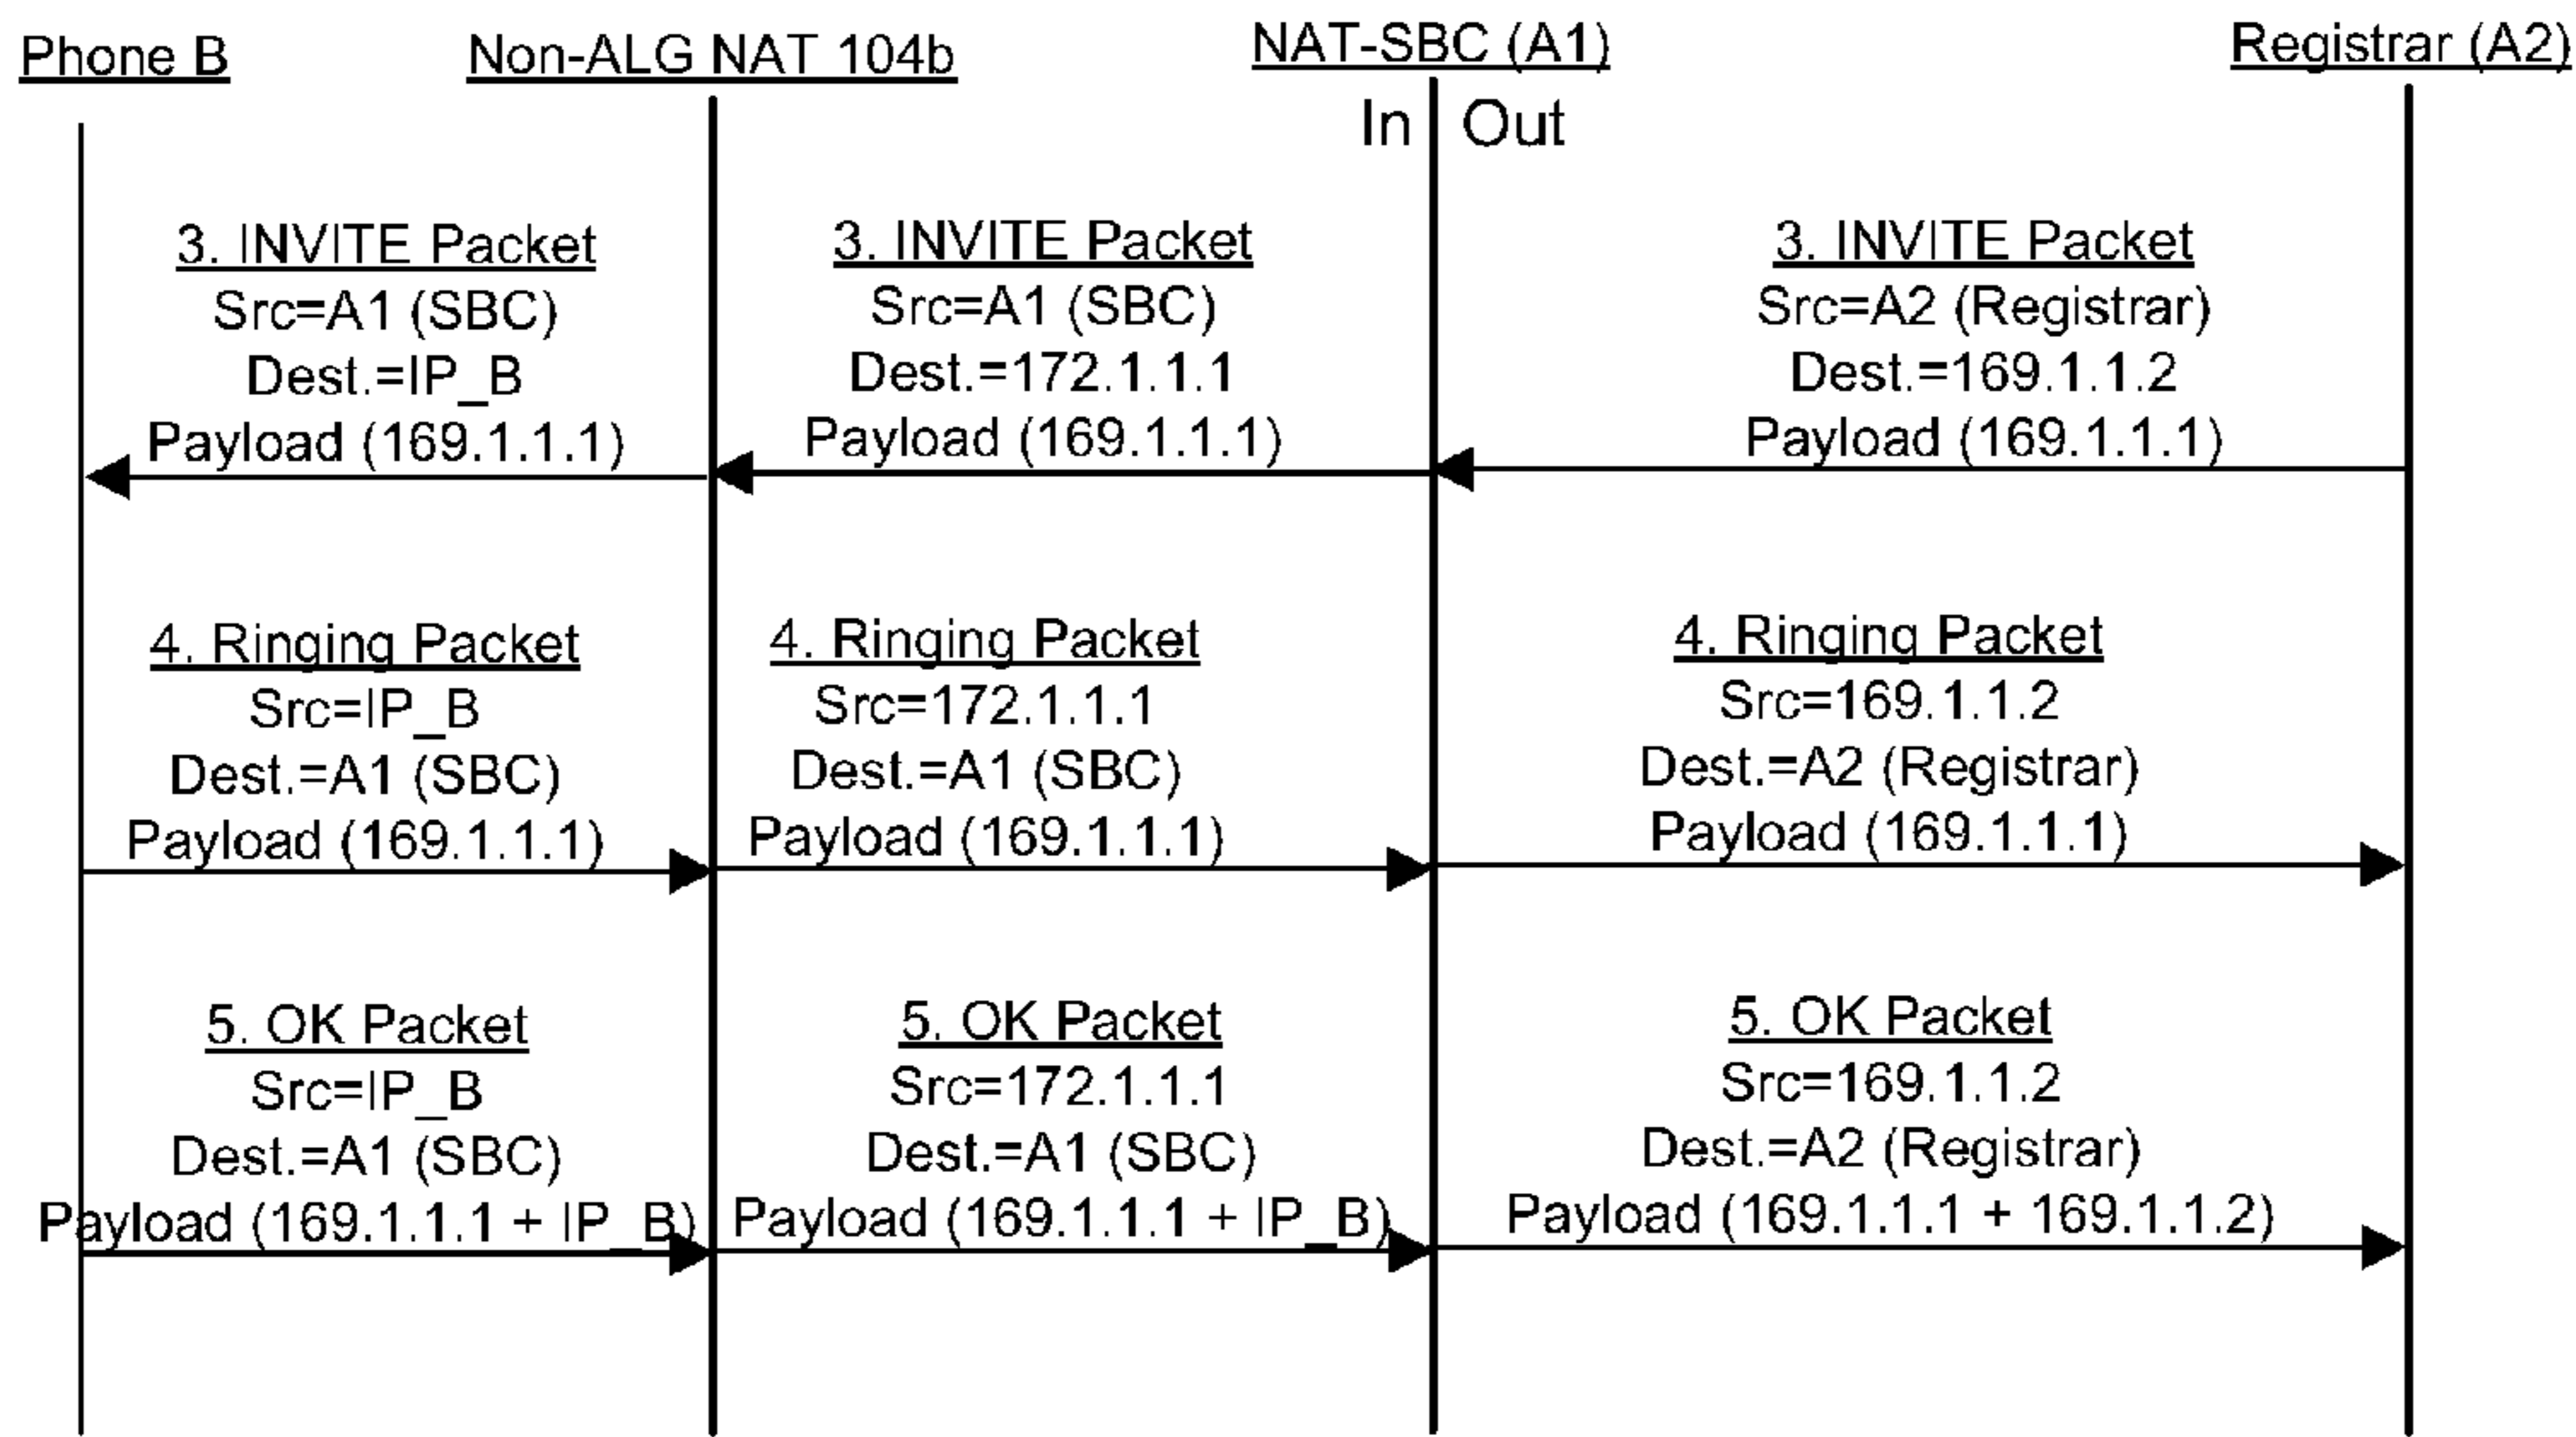 Phone B
Non-ALG NAT 104b
NAT-SBC (A1)
Registrar (A2)
In
Out
3. INVITE Packet
Src=A1 (SBC)
Dest.=IP_B
Payload (169.1.1.1)
3. INVITE Packet
Src=A1 (SBC)
Dest.=172.1.1.1
Payload (169.1.1.1)
3. INVITE Packet
Src=A2 (Registrar)
Dest.=169.1.1.2
Payload (169.1.1.1)
4. Ringing Packet
Src=IP_B
Dest.=A1 (SBC)
Payload (169.1.1.1)
4. Ringing Packet
Src=172.1.1.1
Dest.=A1 (SBC)
Payload (169.1.1.1)
4. Ringing Packet
Src=169.1.1.2
Dest.=A2 (Registrar)
Payload (169.1.1.1)
5. OK Packet
Src=IP_B
Dest.=A1 (SBC)
Payload (169.1.1.1 + IP_B)
5. OK Packet
Src=172.1.1.1
Dest.=A1 (SBC)
Payload (169.1.1.1 + IP_B)
5. OK Packet
Src=169.1.1.2
Dest.=A2 (Registrar)
Payload (169.1.1.1 + 169.1.1.2)